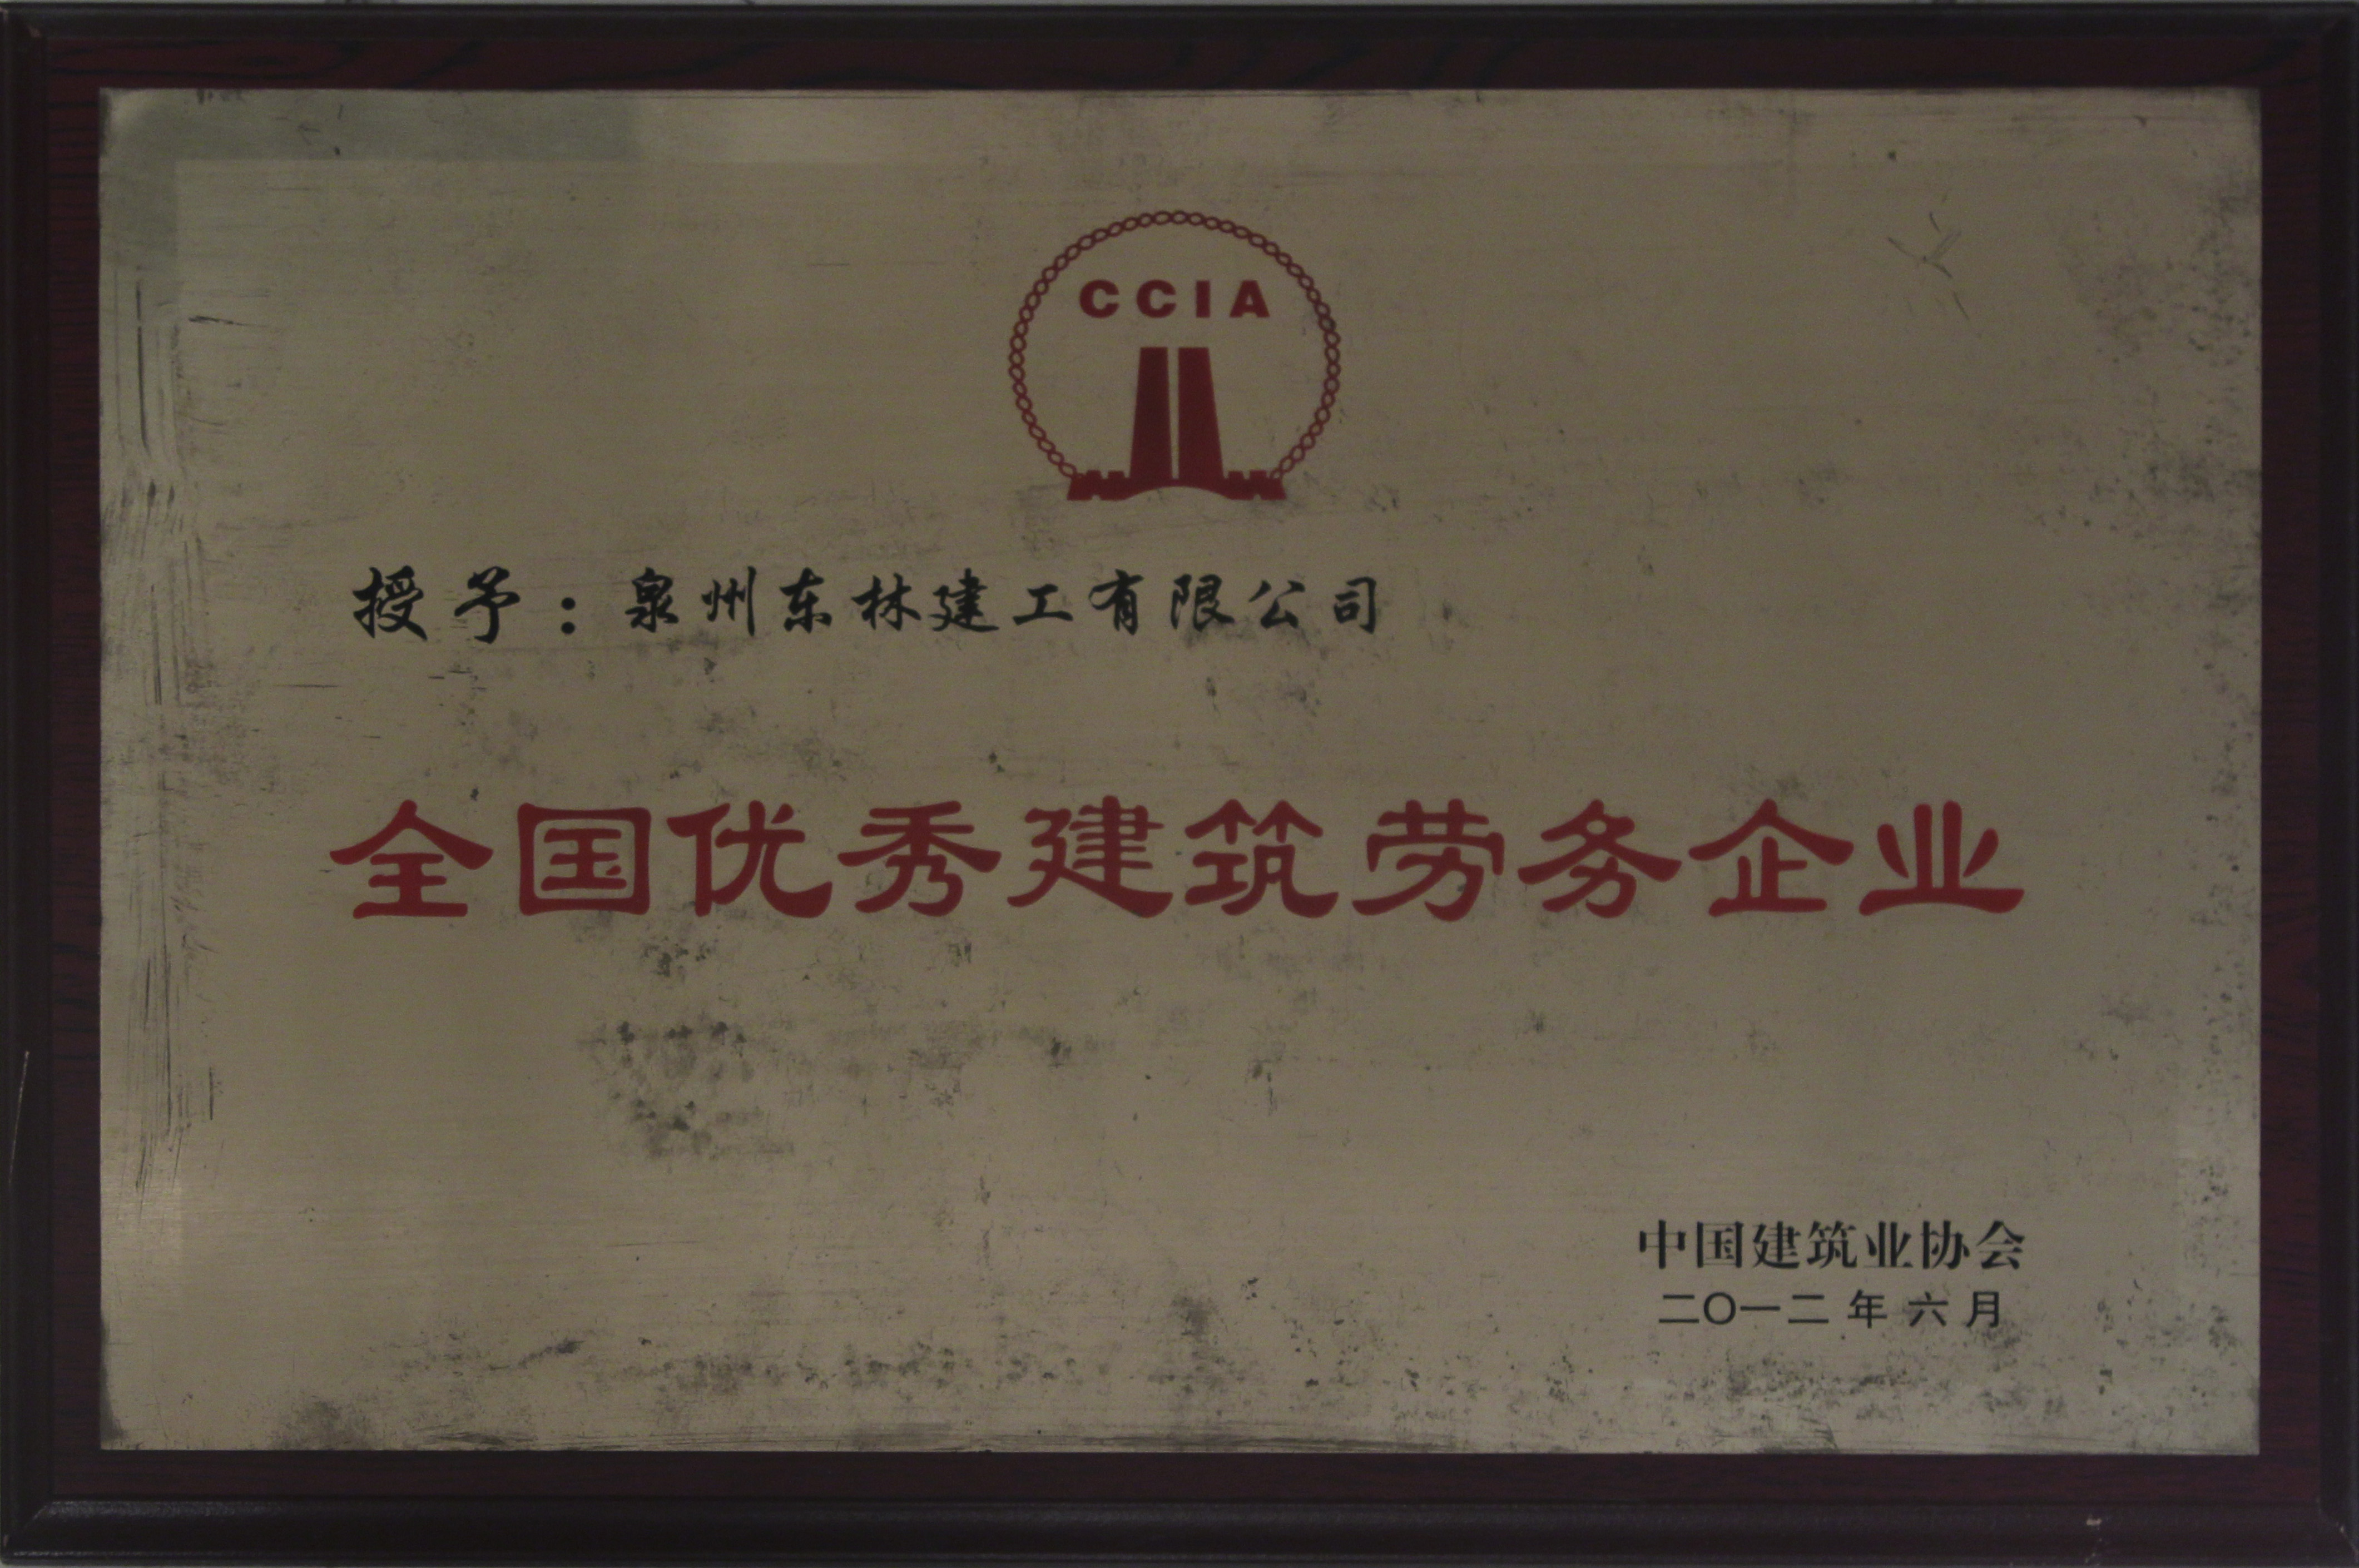 CCIA
授予：泉州东林建工有限公司
全国优秀建筑劳务企业
中国建筑业协会
二〇一二年六月